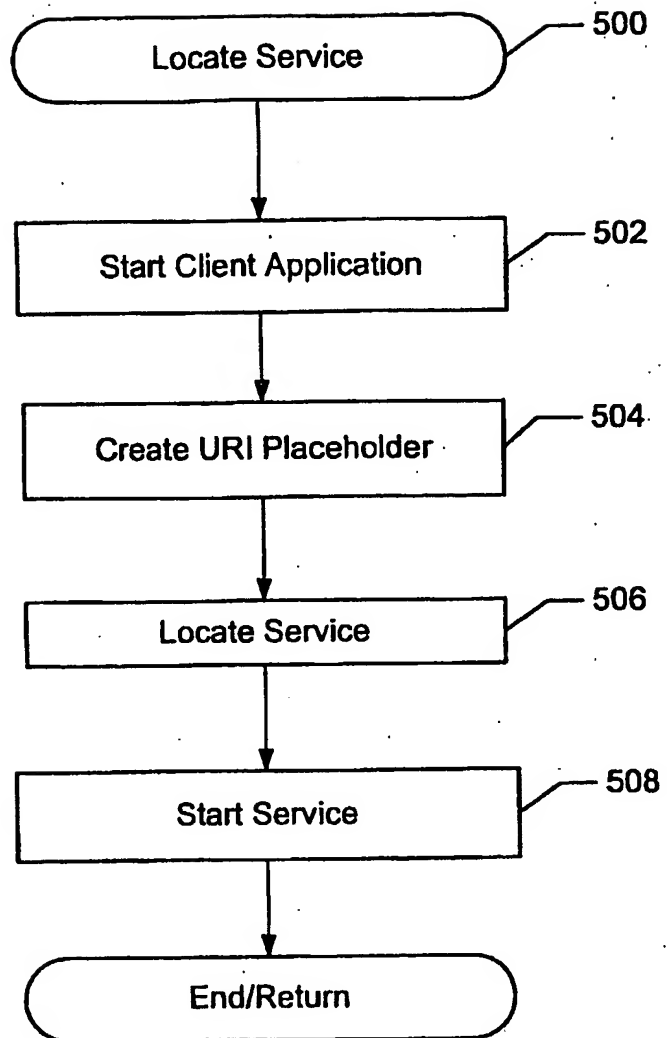 Locate Service
500
Start Client Application
502
Create URI Placeholder
504
Locate Service
506
Start Service
508
End/Return